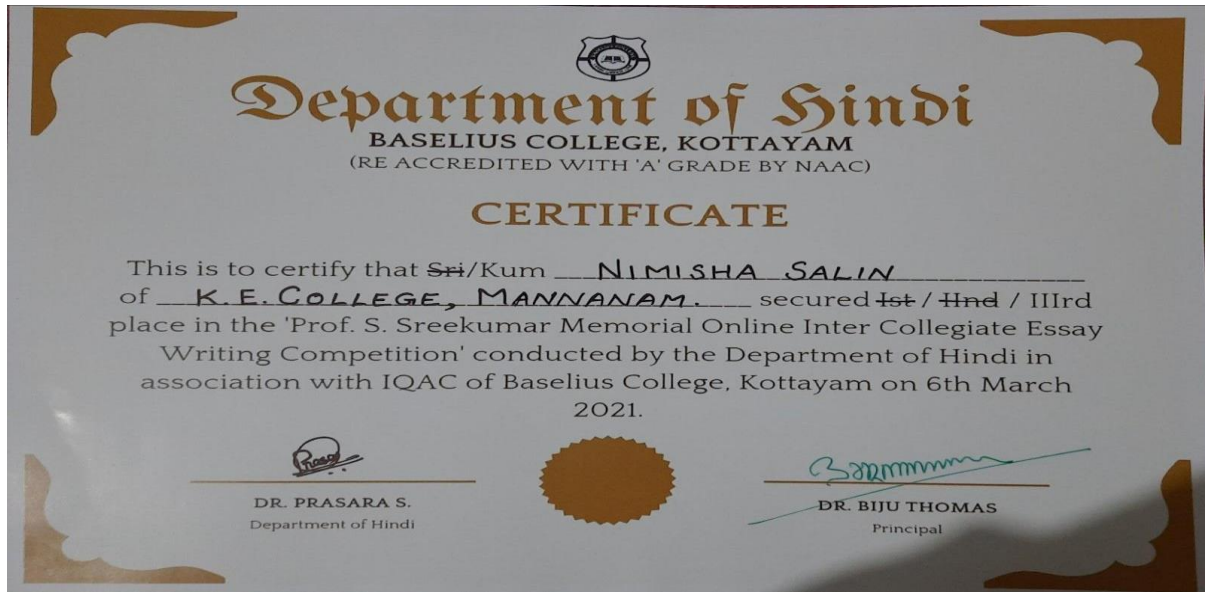 Department of Hindi
BASELIUS COLLEGE, KOTTAYAM
(RE ACCREDITED WITH 'A' GRADE BY NAAC)
CERTIFICATE
This is to certify that Sri/Kum NIMISHA SALIN
of K.E. COLLEGE, MANNANAM. secured Ist / IInd / IIIrd
place in the 'Prof. S. Sreekumar Memorial Online Inter Collegiate Essay
Writing Competition' conducted by the Department of Hindi in
association with IQAC of Baselius College, Kottayam on 6th March
2021.
DR. PRASARA S.
Department of Hindi
DR. BIJU THOMAS
Principal